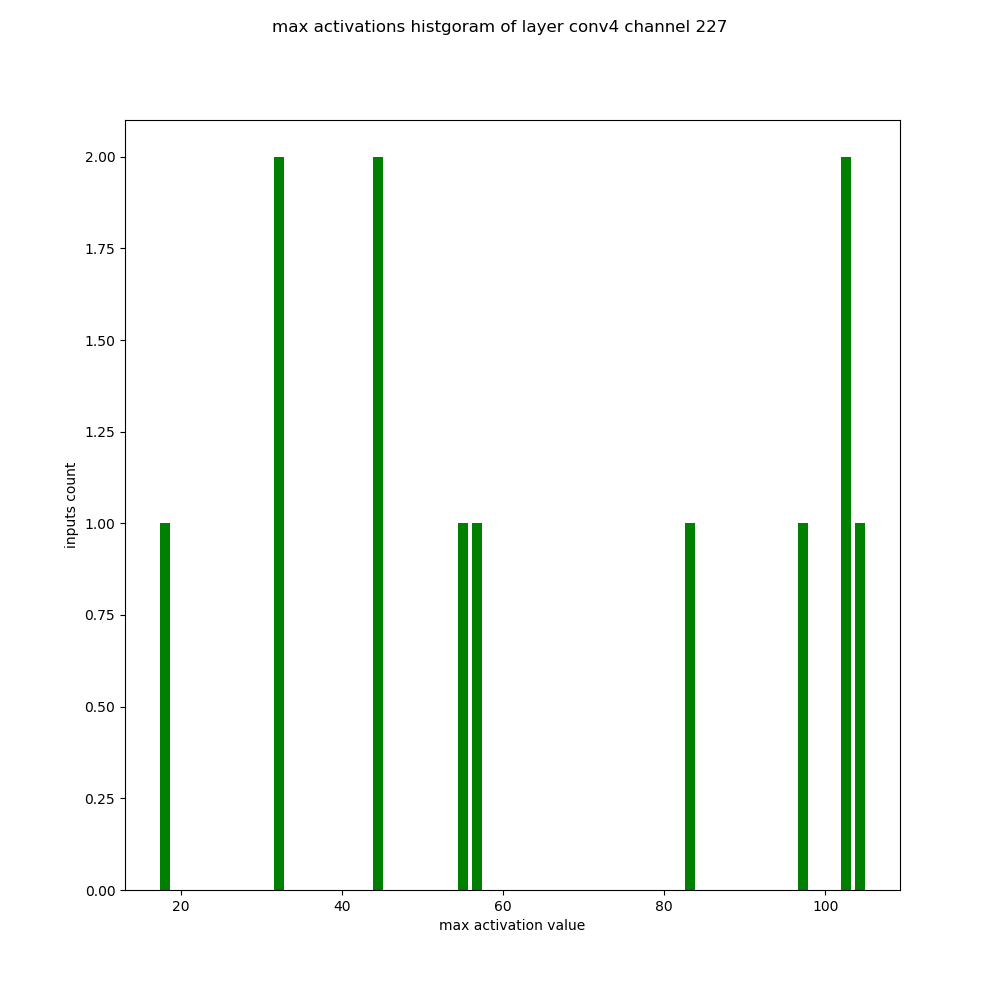 max activations histgoram of layer conv4 channel 227
2.00
1.75
1.50
1.25
1.00
0.75
0.50
0.25
0.00
inputs count
20 40 60 80 100
max activation value